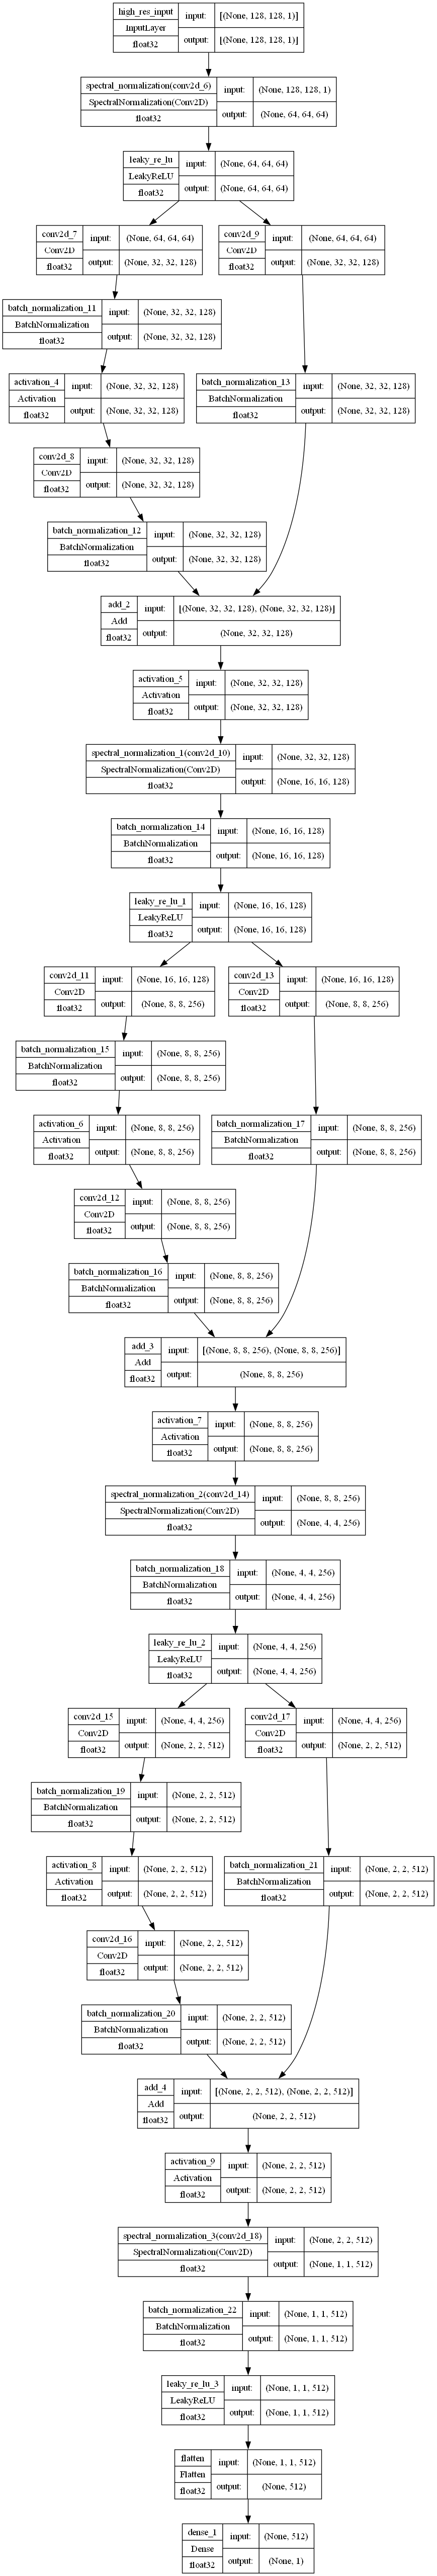 high_res_input input: [(None, 128, 128, 1)]
InputLayer
float32 output: [(None, 128, 128, 1)]
spectral_normalization(conv2d_6) input: (None, 128, 128, 1)
SpectralNormalization(Conv2D)
float32 output: (None, 64, 64, 64)
leaky_re_lu input: (None, 64, 64, 64)
LeakyReLU
float32 output: (None, 64, 64, 64)
conv2d_7 input: (None, 64, 64, 64)
Conv2D
float32 output: (None, 32, 32, 128)
conv2d_9 input: (None, 64, 64, 64)
Conv2D
float32 output: (None, 32, 32, 128)
batch_normalization_11 input: (None, 32, 32, 128)
BatchNormalization
float32 output: (None, 32, 32, 128)
activation_4 input: (None, 32, 32, 128)
Activation
float32 output: (None, 32, 32, 128)
batch_normalization_13 input: (None, 32, 32, 128)
BatchNormalization
float32 output: (None, 32, 32, 128)
conv2d_8 input: (None, 32, 32, 128)
Conv2D
float32 output: (None, 32, 32, 128)
batch_normalization_12 input: (None, 32, 32, 128)
BatchNormalization
float32 output: (None, 32, 32, 128)
add_2 input: [(None, 32, 32, 128), (None, 32, 32, 128)]
Add
float32 output: (None, 32, 32, 128)
activation_5 input: (None, 32, 32, 128)
Activation
float32 output: (None, 32, 32, 128)
spectral_normalization_1(conv2d_10) input: (None, 32, 32, 128)
SpectralNormalization(Conv2D)
float32 output: (None, 16, 16, 128)
batch_normalization_14 input: (None, 16, 16, 128)
BatchNormalization
float32 output: (None, 16, 16, 128)
leaky_re_lu_1 input: (None, 16, 16, 128)
LeakyReLU
float32 output: (None, 16, 16, 128)
conv2d_11 input: (None, 16, 16, 128)
Conv2D
float32 output: (None, 8, 8, 256)
conv2d_13 input: (None, 16, 16, 128)
Conv2D
float32 output: (None, 8, 8, 256)
batch_normalization_15 input: (None, 8, 8, 256)
BatchNormalization
float32 output: (None, 8, 8, 256)
activation_6 input: (None, 8, 8, 256)
Activation
float32 output: (None, 8, 8, 256)
batch_normalization_17 input: (None, 8, 8, 256)
BatchNormalization
float32 output: (None, 8, 8, 256)
conv2d_12 input: (None, 8, 8, 256)
Conv2D
float32 output: (None, 8, 8, 256)
batch_normalization_16 input: (None, 8, 8, 256)
BatchNormalization
float32 output: (None, 8, 8, 256)
add_3 input: [(None, 8, 8, 256), (None, 8, 8, 256)]
Add
float32 output: (None, 8, 8, 256)
activation_7 input: (None, 8, 8, 256)
Activation
float32 output: (None, 8, 8, 256)
spectral_normalization_2(conv2d_14) input: (None, 8, 8, 256)
SpectralNormalization(Conv2D)
float32 output: (None, 4, 4, 256)
batch_normalization_18 input: (None, 4, 4, 256)
BatchNormalization
float32 output: (None, 4, 4, 256)
leaky_re_lu_2 input: (None, 4, 4, 256)
LeakyReLU
float32 output: (None, 4, 4, 256)
conv2d_15 input: (None, 4, 4, 256)
Conv2D
float32 output: (None, 2, 2, 512)
conv2d_17 input: (None, 4, 4, 256)
Conv2D
float32 output: (None, 2, 2, 512)
batch_normalization_19 input: (None, 2, 2, 512)
BatchNormalization
float32 output: (None, 2, 2, 512)
activation_8 input: (None, 2, 2, 512)
Activation
float32 output: (None, 2, 2, 512)
batch_normalization_21 input: (None, 2, 2, 512)
BatchNormalization
float32 output: (None, 2, 2, 512)
conv2d_16 input: (None, 2, 2, 512)
Conv2D
float32 output: (None, 2, 2, 512)
batch_normalization_20 input: (None, 2, 2, 512)
BatchNormalization
float32 output: (None, 2, 2, 512)
add_4 input: [(None, 2, 2, 512), (None, 2, 2, 512)]
Add
float32 output: (None, 2, 2, 512)
activation_9 input: (None, 2, 2, 512)
Activation
float32 output: (None, 2, 2, 512)
spectral_normalization_3(conv2d_18) input: (None, 2, 2, 512)
SpectralNormalization(Conv2D)
float32 output: (None, 1, 1, 512)
batch_normalization_22 input: (None, 1, 1, 512)
BatchNormalization
float32 output: (None, 1, 1, 512)
leaky_re_lu_3 input: (None, 1, 1, 512)
LeakyReLU
float32 output: (None, 1, 1, 512)
flatten input: (None, 1, 1, 512)
Flatten
float32 output: (None, 512)
dense_1 input: (None, 512)
Dense
float32 output: (None, 1)